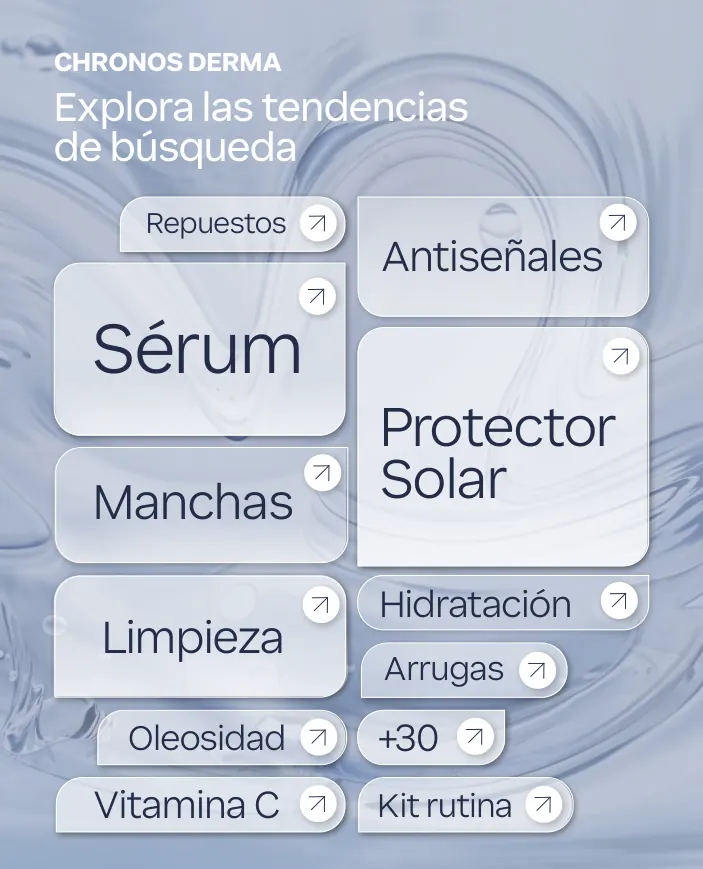 CHRONOS DERMA
Explora las tendencias
de búsqueda
Repuestos
Antiseñales
Sérum
Protector
Solar
Manchas
Limpieza
Hidratación
Arrugas
Oleosidad
+30
Vitamina C
Kit rutina